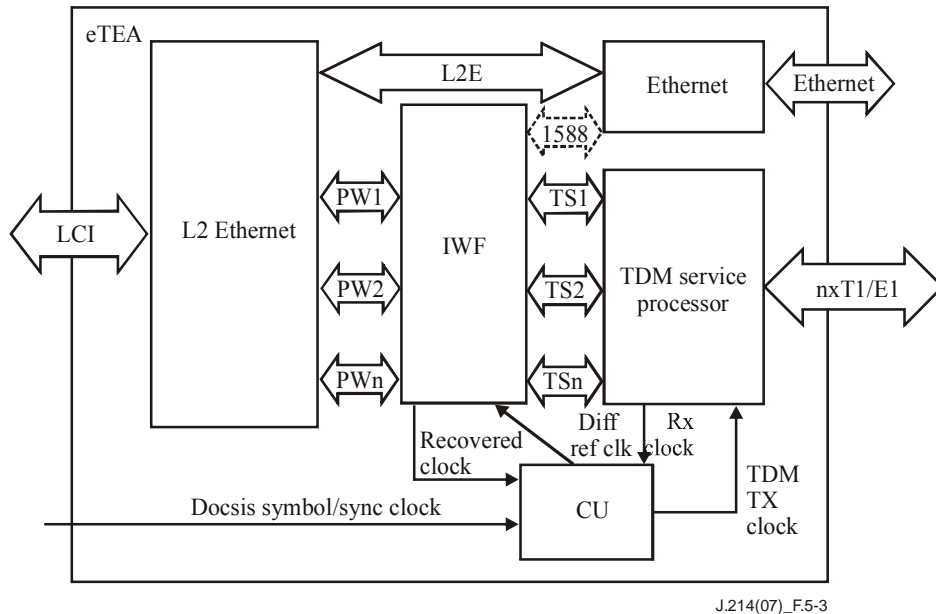 eTEA
L2E
Ethernet
Ethernet
1588
LCI
L2 Ethernet
PW1
IWF
TS1
TDM service
processor
nxT1/E1
PW2
TS2
PWn
TSn
Recovered
clock
Diff
ref clk
Rx
clock
TDM
TX
clock
Docsis symbol/sync clock
CU
J.214(07)_F.5-3